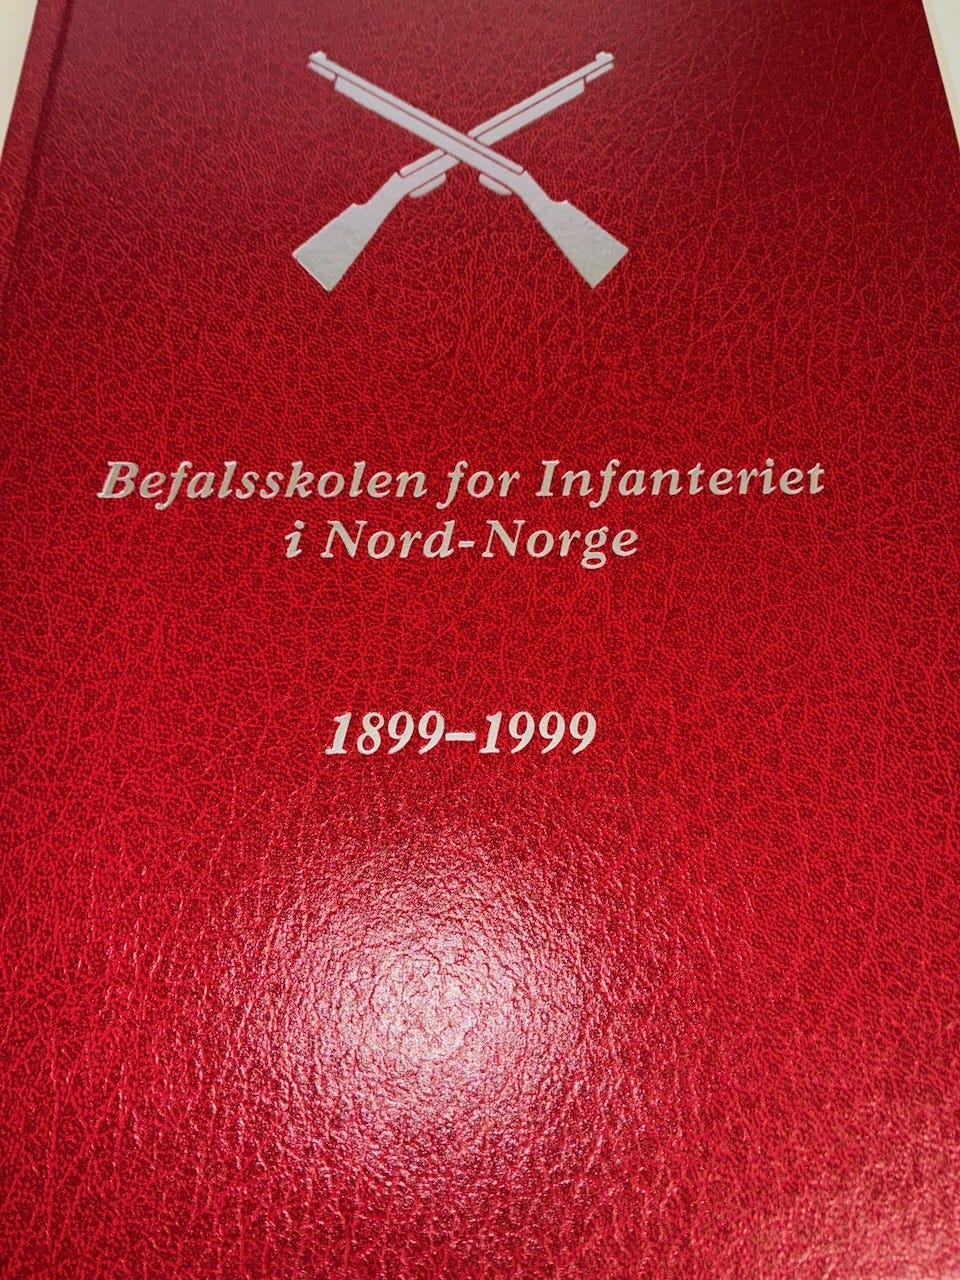 Befalsskolen for Infanteriet
i Nord-Norge
1899–1999